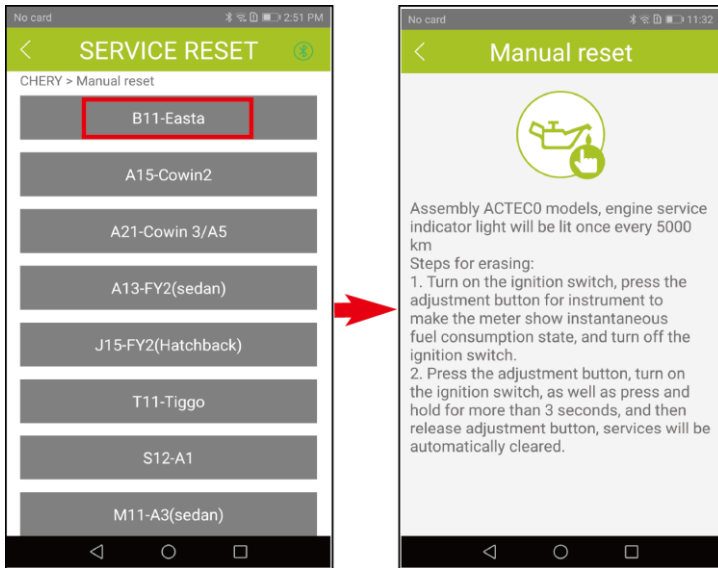 No card 2:51 PM
SERVICE RESET
CHERY > Manual reset
B11-Easta
A15-Cowin2
A21-Cowin 3/A5
A13-FY2(sedan)
J15-FY2(Hatchback)
T11-Tiggo
S12-A1
M11-A3(sedan)
No card 11:32
Manual reset
Assembly ACTEC0 models, engine service
indicator light will be lit once every 5000
km
Steps for erasing:
1. Turn on the ignition switch, press the
adjustment button for instrument to
make the meter show instantaneous
fuel consumption state, and turn off the
ignition switch.
2. Press the adjustment button, turn on
the ignition switch, as well as press and
hold for more than 3 seconds, and then
release adjustment button, services will be
automatically cleared.